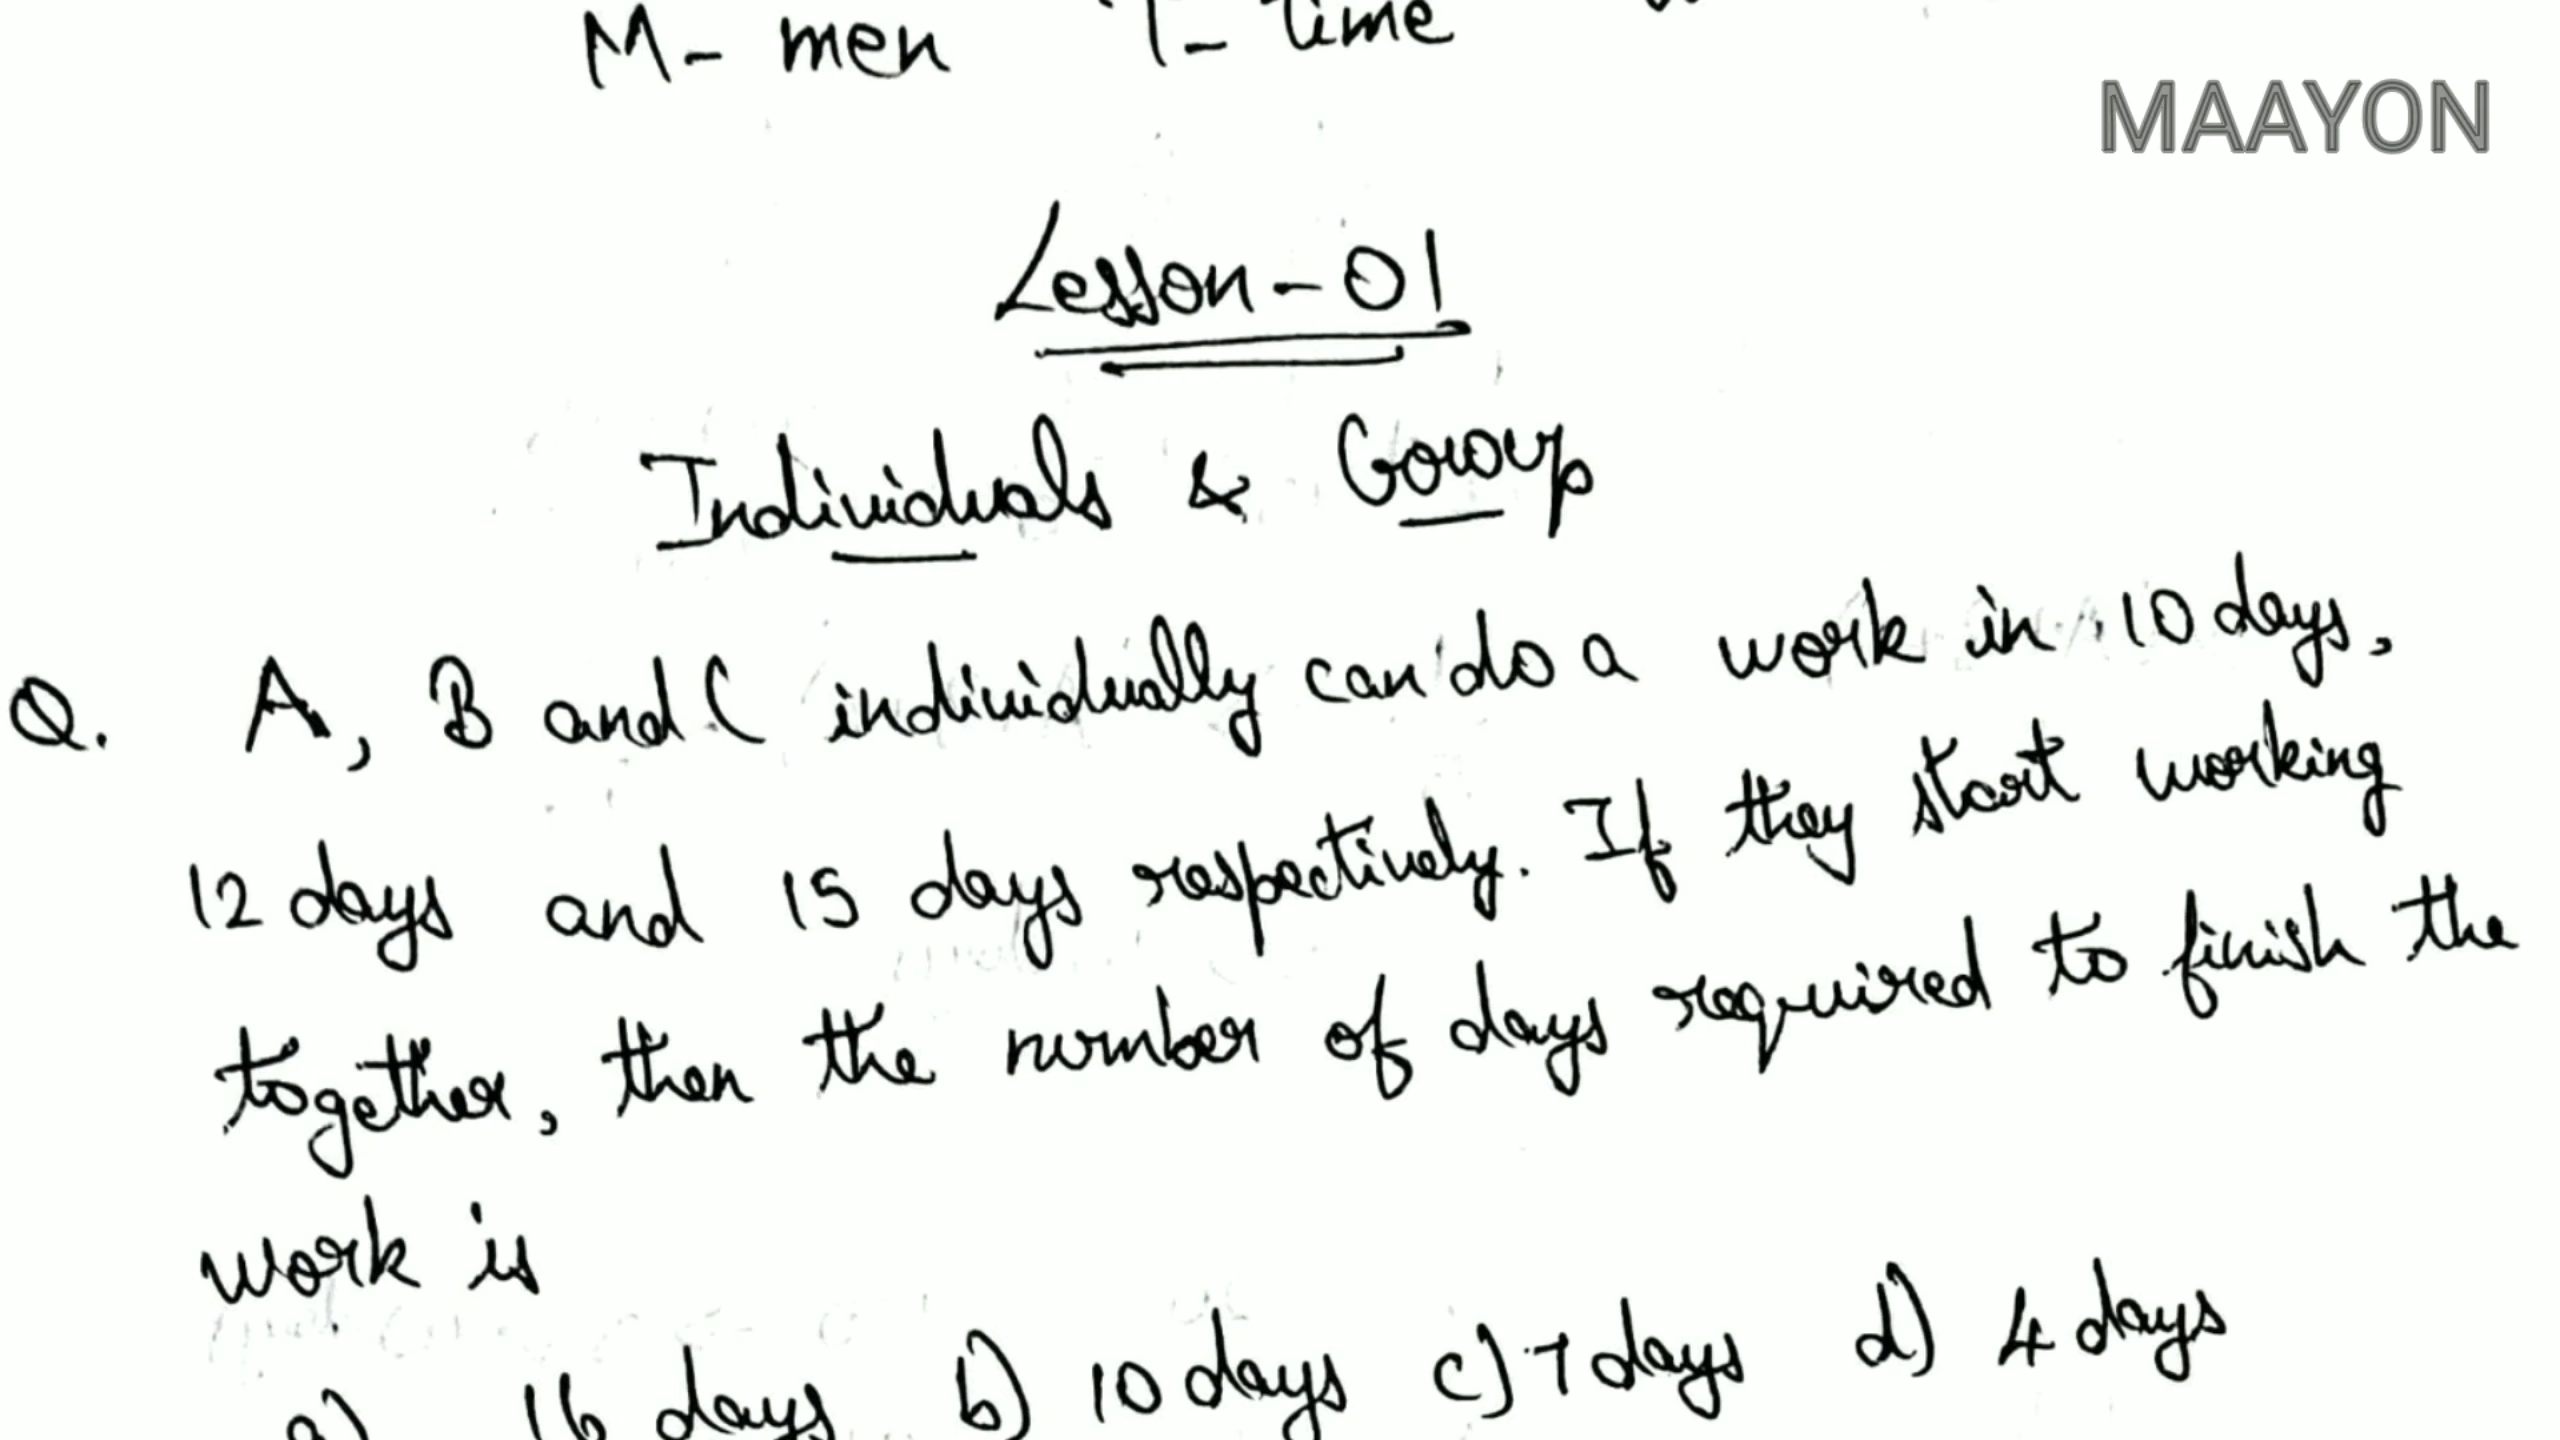 M- men T- time
MAAYON
Lesson-01
Individuals & Group
Q. A, B and C individually can do a work in 10 days,
12 days and 15 days respectively. If they start working
together, then the number of days required to finish the
work is
a) 16 days b) 10 days c) 7 days d) 4 days